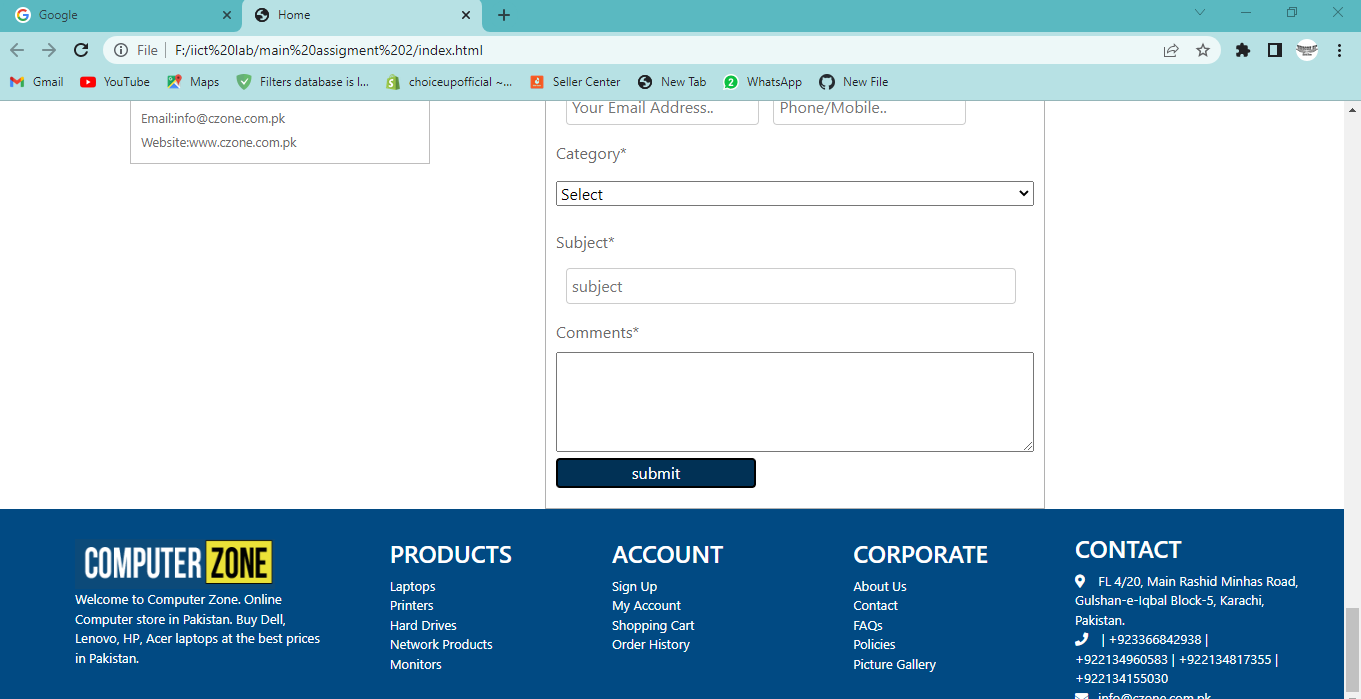 Google
Home
File
F:/iict%20lab/main%20assigment%202/index.html
Gmail
YouTube
Maps
Filters database is l...
choiceupofficial ~...
Seller Center
New Tab
2
WhatsApp
New File
Email:info@czone.com.pk
Website:www.czone.com.pk
Your Email Address..
Phone/Mobile..
Category*
Select
Subject*
subject
Comments*
submit
COMPUTER ZONE
Welcome to Computer Zone. Online
Computer store in Pakistan. Buy Dell,
Lenovo, HP, Acer laptops at the best prices
in Pakistan.
PRODUCTS
Laptops
Printers
Hard Drives
Network Products
Monitors
ACCOUNT
Sign Up
My Account
Shopping Cart
Order History
CORPORATE
About Us
Contact
FAQs
Policies
Picture Gallery
CONTACT
FL 4/20, Main Rashid Minhas Road,
Gulshan-e-Iqbal Block-5, Karachi,
Pakistan.
| +923366842938 |
+922134960583 | +922134817355 |
+922134155030
info@czone.com.pk